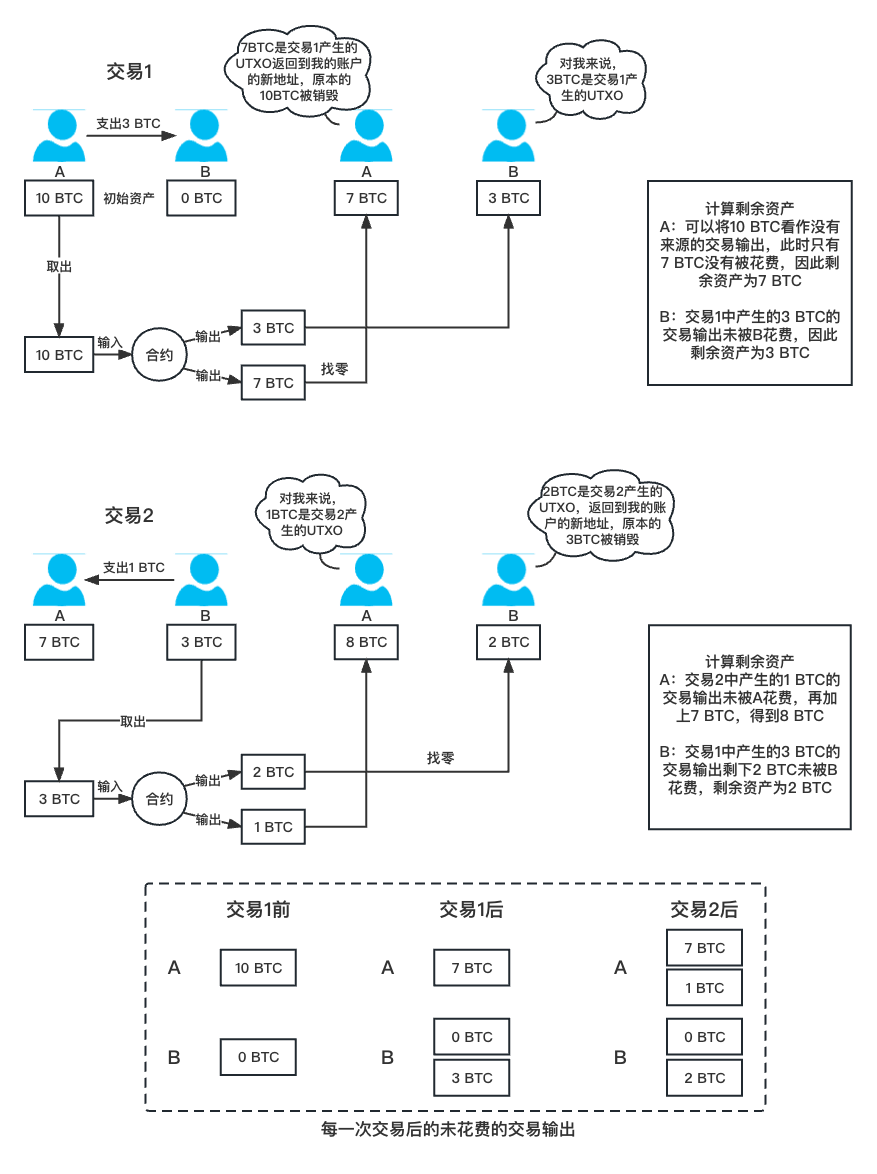 交易1
7BTC是交易1产生的
UTXO返回到我的账户
的新地址，原本的
10BTC被销毁
对我来说，
3BTC是交易1产
生的UTXO
支出3 BTC
A
B
A
B
10 BTC
初始资产
0 BTC
7 BTC
3 BTC
取出
10 BTC
输入
合约
输出
3 BTC
输出
7 BTC
找零
计算剩余资产
A：可以将10 BTC看作没有
来源的交易输出，此时只有
7 BTC没有被花费，因此剩
余资产为7 BTC
B：交易1中产生的3 BTC的
交易输出未被B花费，因此
剩余资产为3 BTC
交易2
对我来说，
1BTC是交易2产
生的UTXO
2BTC是交易2产生的
UTXO，返回到我的账
户的新地址，原本的
3BTC被销毁
支出1 BTC
A
B
A
B
7 BTC
3 BTC
8 BTC
2 BTC
取出
3 BTC
输入
合约
输出
2 BTC
输出
1 BTC
找零
计算剩余资产
A：交易2中产生的1 BTC的
交易输出未被A花费，再加
上7 BTC，得到8 BTC
B：交易1中产生的3 BTC的
交易输出剩下2 BTC未被B
花费，剩余资产为2 BTC
交易1前
交易1后
交易2后
A
10 BTC
A
7 BTC
A
7 BTC
1 BTC
B
0 BTC
B
0 BTC
3 BTC
B
0 BTC
2 BTC
每一次交易后的未花费的交易输出